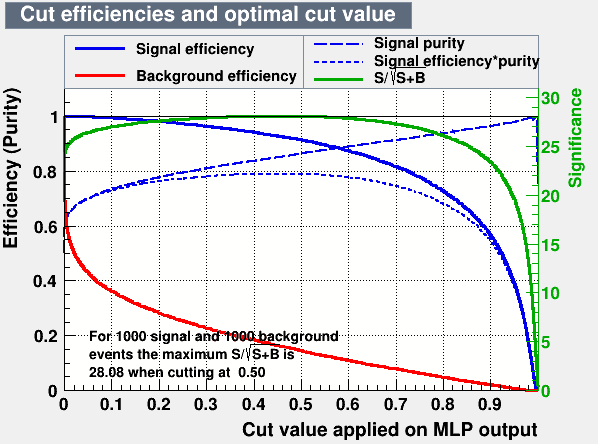 Cut efficiencies and optimal cut value
Signal efficiency
Background efficiency
Signal purity
Signal efficiency*purity
S/√S+B
Efficiency (Purity)
1
0.8
0.6
0.4
0.2
0
Significance
30
25
20
15
10
5
0
For 1000 signal and 1000 background
events the maximum S/√S+B is
28.08 when cutting at 0.50
0 0.1 0.2 0.3 0.4 0.5 0.6 0.7 0.8 0.9
Cut value applied on MLP output